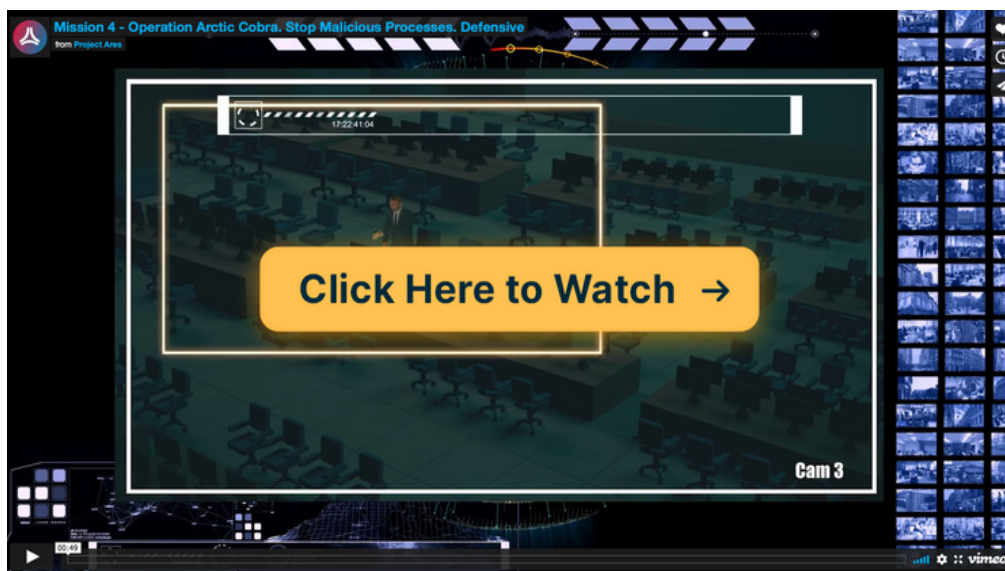 Mission 4 - Operation Arctic Cobra. Stop Malicious Processes. Defensive
from Project Ares
17:22:41:04
Click Here to Watch →
Cam 3
00:49
vimeo